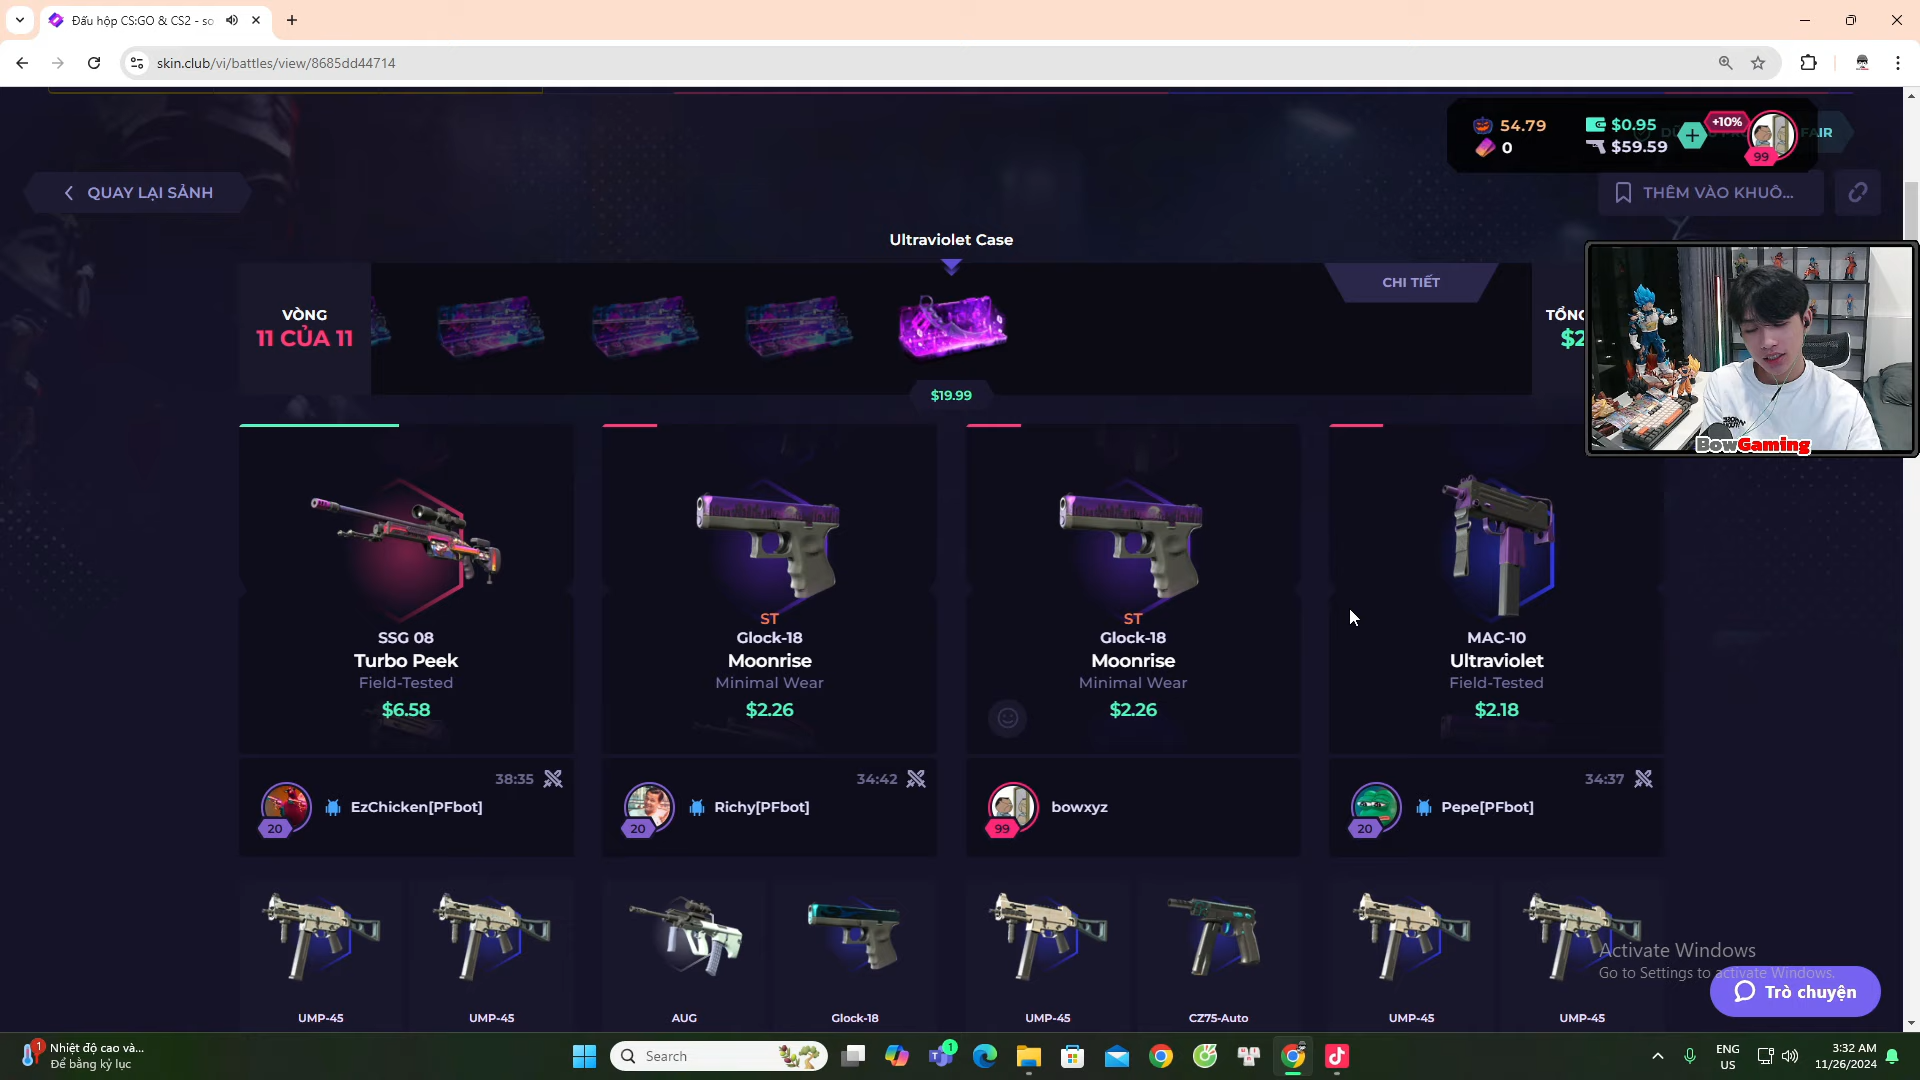 Đấu hộp CS:GO & CS2 - so
skin.club/vi/battles/view/8685dd44714
54.79
$0.95
+10%
FAIR
0
$59.59
99
QUAY LẠI SẢNH
THÊM VÀO KHUÔ...
Ultraviolet Case
CHI TIẾT
VÒNG
11 CỦA 11
TỔNG
$2
$19.99
BowGaming
SSG 08
Turbo Peek
Field-Tested
$6.58
ST
Glock-18
Moonrise
Minimal Wear
$2.26
ST
Glock-18
Moonrise
Minimal Wear
$2.26
MAC-10
Ultraviolet
Field-Tested
$2.18
38:35
EzChicken[PFbot]
20
34:42
Richy[PFbot]
20
bowxyz
99
34:37
Pepe[PFbot]
20
UMP-45
UMP-45
AUG
Glock-18
UMP-45
CZ75-Auto
UMP-45
UMP-45
Activate Windows
Go to Settings to activate Windows.
Trò chuyện
1
Nhiệt độ cao và...
Để bằng kỷ lục
Search
1
ENG
US
3:32 AM
11/26/2024